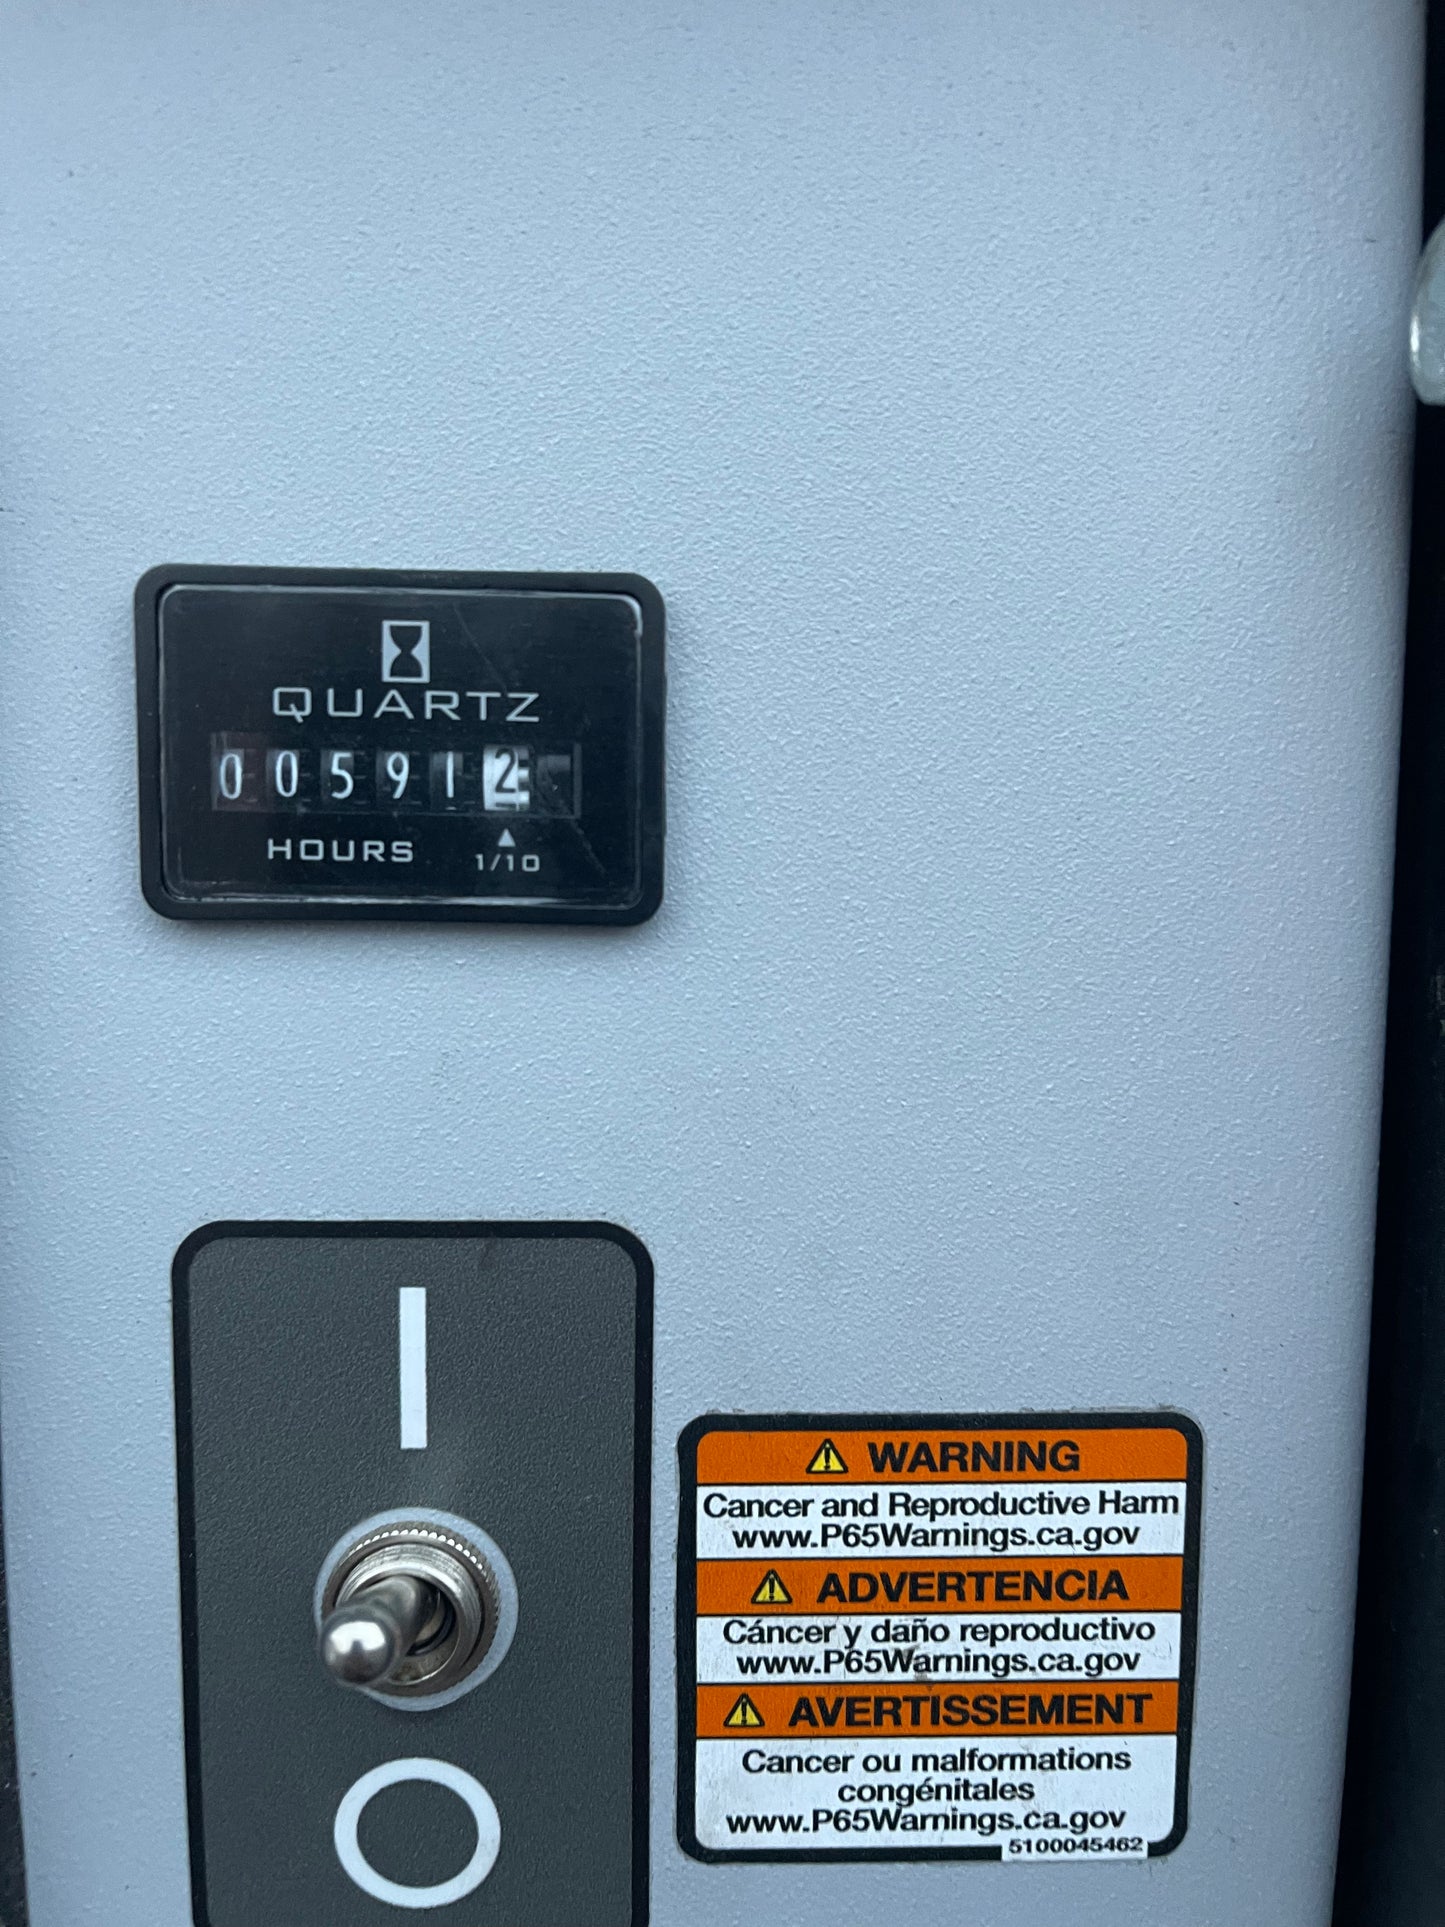 QUARTZ
005912
HOURS
1/10
WARNING
Cancer and Reproductive Harm
www.P65Warnings.ca.gov
ADVERTENCIA
Cáncer y daño reproductivo
www.P65Warnings.ca.gov
AVERTISSEMENT
Cancer ou malformations
congénitales
www.P65Warnings.ca.gov
5100045462